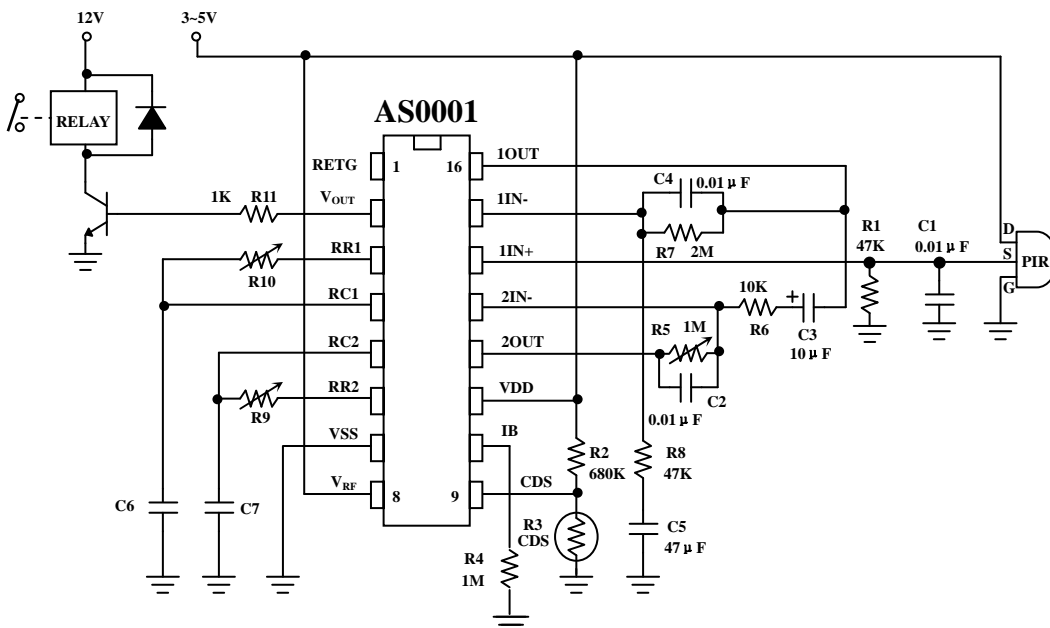 12V
3~5V
AS0001
RELAY
RETG
1
16
1OUT
C4
0.01μF
1K
R11
VOUT
1IN-
R7
2M
R1
47K
C1
0.01μF
D
S
G
PIR
R10
RR1
1IN+
RC1
2IN-
10K
R6
+
C3
10μF
RC2
2OUT
R5
1M
R9
RR2
VDD
C2
0.01μF
VSS
IB
R2
680K
R8
47K
VRF
8
9
CDS
C6
C7
R3
CDS
C5
47μF
R4
1M